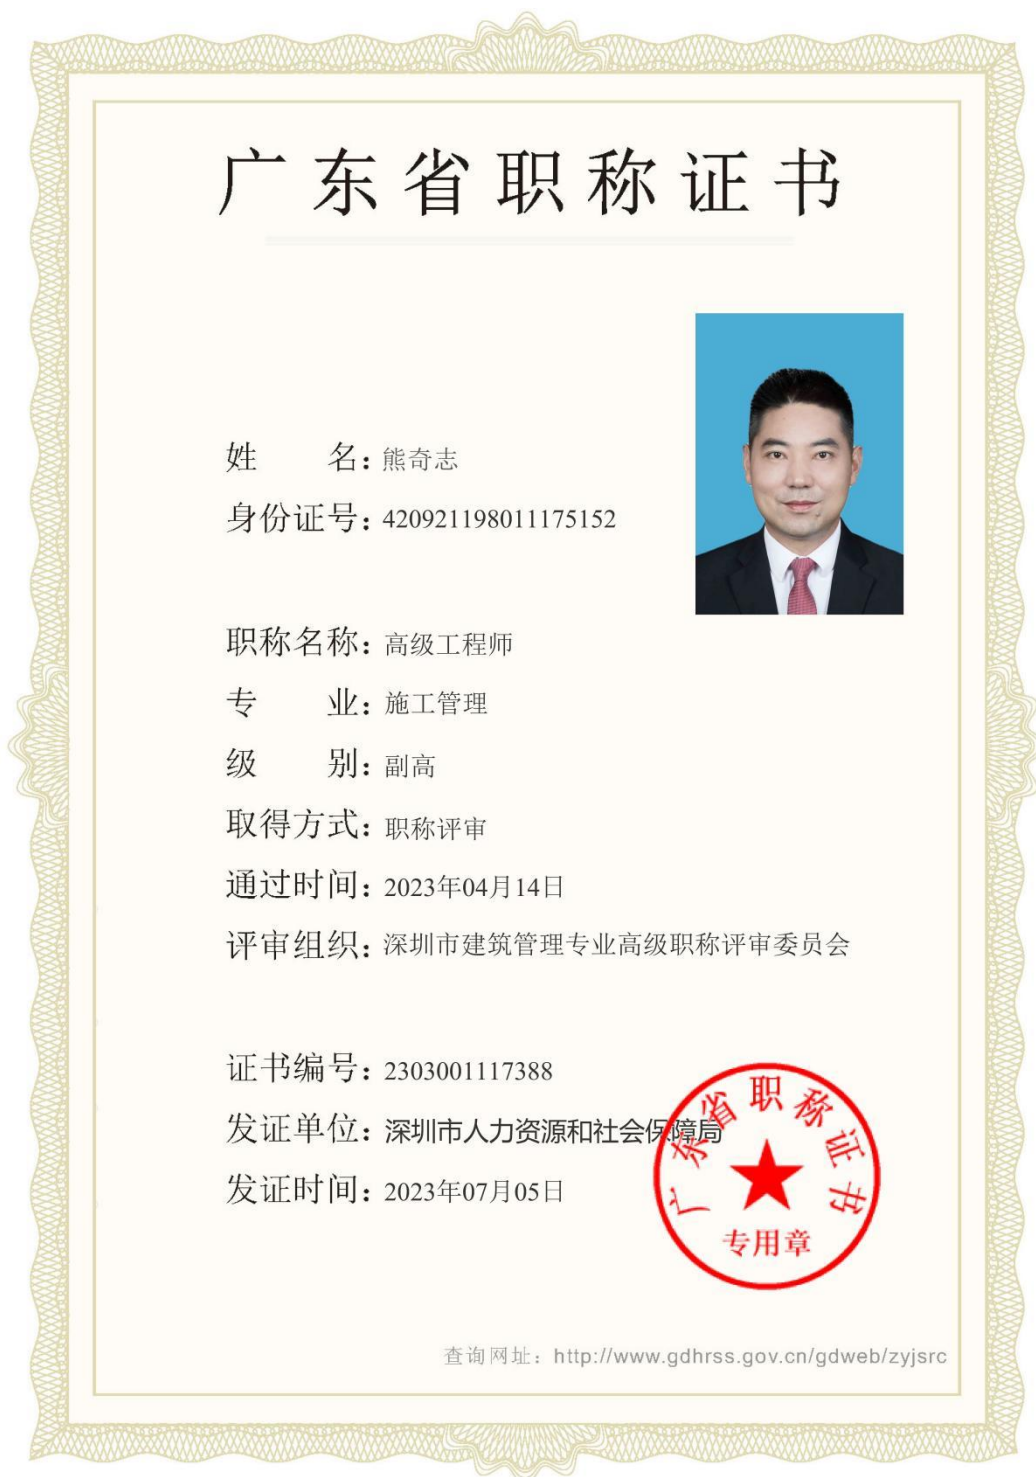 广东省职称证书
姓 名：熊奇志
身份证号：420921198011175152
职称名称：高级工程师
专 业：施工管理
级 别：副高
取得方式：职称评审
通过时间：2023年04月14日
评审组织：深圳市建筑管理专业高级职称评审委员会
证书编号：2303001117388
发证单位：深圳市人力资源和社会保障局
发证时间：2023年07月05日
广东省职称证书
专用章
查询网址：http://www.gdhrss.gov.cn/gdweb/zyjsrc